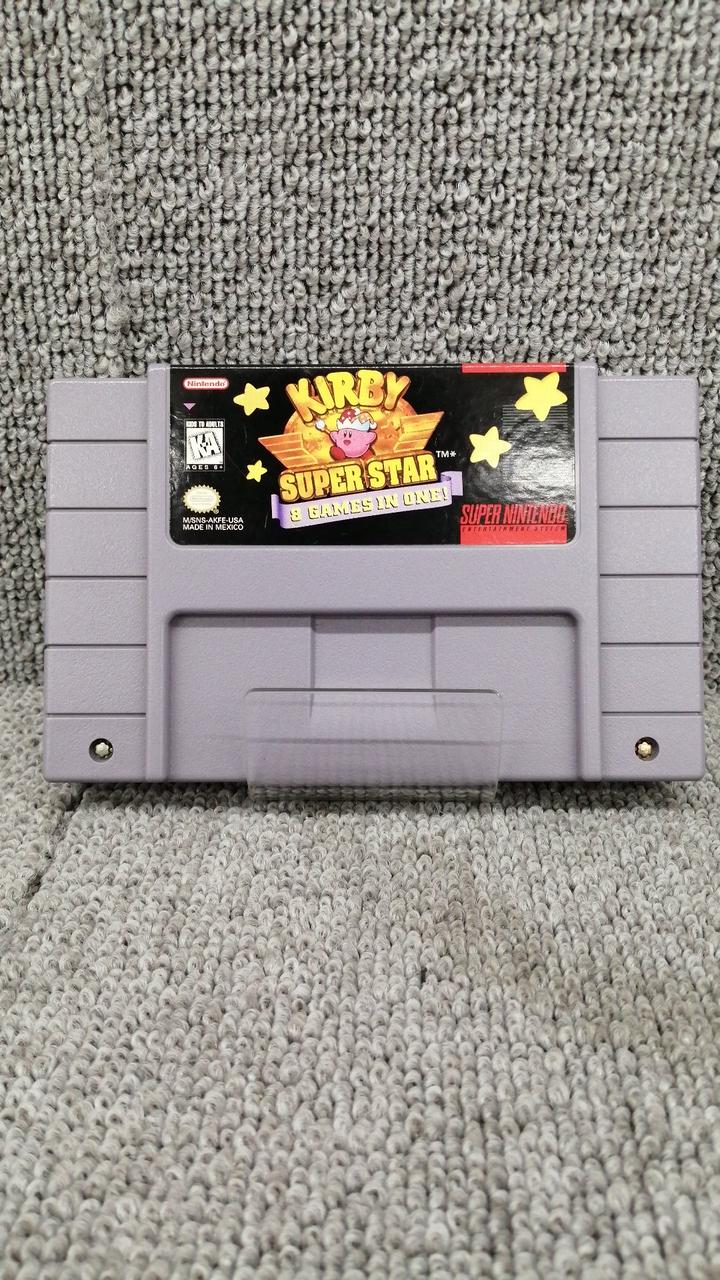 Nintendo
KIRBY
KIDS TO ADULTS
KA
AGES 6+
SUPER STAR
TM*
8 GAMES IN ONE!
M/SNS-AKFE-USA
MADE IN MEXICO
SUPER NINTENDO
ENTERTAINMENT SYSTEM